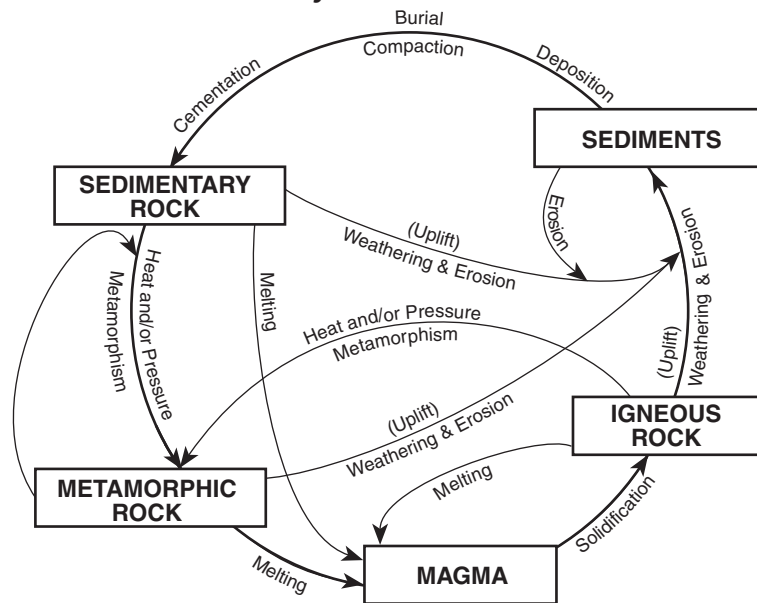 Burial
Compaction
Deposition
Cementation
SEDIMENTS
SEDIMENTARY
ROCK
Erosion
(Uplift)
Weathering & Erosion
(Uplift)
Weathering & Erosion
Melting
Heat and/or Pressure
Metamorphism
Heat and/or Pressure
Metamorphism
(Uplift)
Weathering & Erosion
IGNEOUS
ROCK
Melting
METAMORPHIC
ROCK
Solidification
Melting
MAGMA